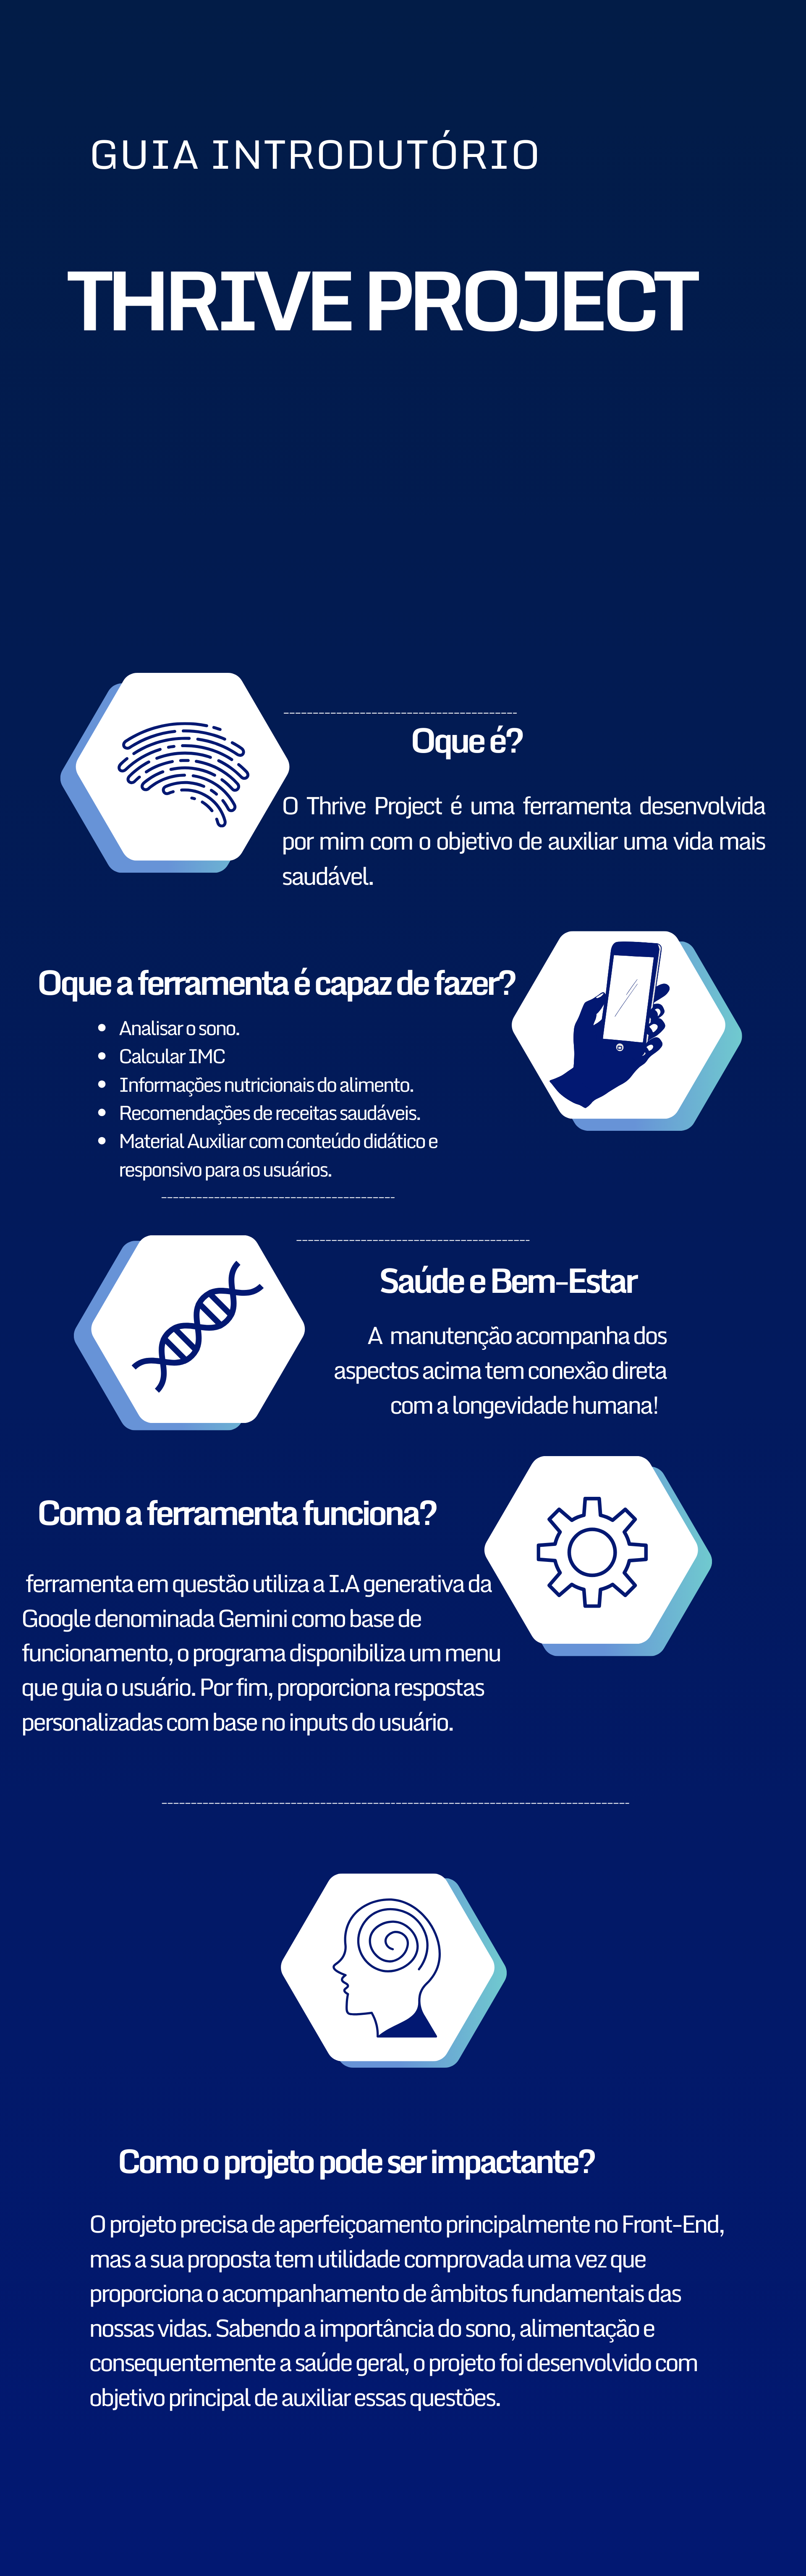 GUIA INTRODUTÓRIO
THRIVE PROJECT
Oque é?
O Thrive Project é uma ferramenta desenvolvida
por mim com o objetivo de auxiliar uma vida mais
saudável.
Oque a ferramenta é capaz de fazer?
Analisar o sono.
Calcular IMC
Informações nutricionais do alimento.
Recomendações de receitas saudáveis.
Material Auxiliar com conteúdo didático e
responsivo para os usuários.
Saúde e Bem-Estar
A manutenção acompanha dos
aspectos acima tem conexão direta
com a longevidade humana!
Como a ferramenta funciona?
ferramenta em questão utiliza a I.A generativa da
Google denominada Gemini como base de
funcionamento, o programa disponibiliza um menu
que guia o usuário. Por fim, proporciona respostas
personalizadas com base no inputs do usuário.
Como o projeto pode ser impactante?
O projeto precisa de aperfeiçoamento principalmente no Front-End,
mas a sua proposta tem utilidade comprovada uma vez que
proporciona o acompanhamento de âmbitos fundamentais das
nossas vidas. Sabendo a importância do sono, alimentação e
consequentemente a saúde geral, o projeto foi desenvolvido com
objetivo principal de auxiliar essas questões.